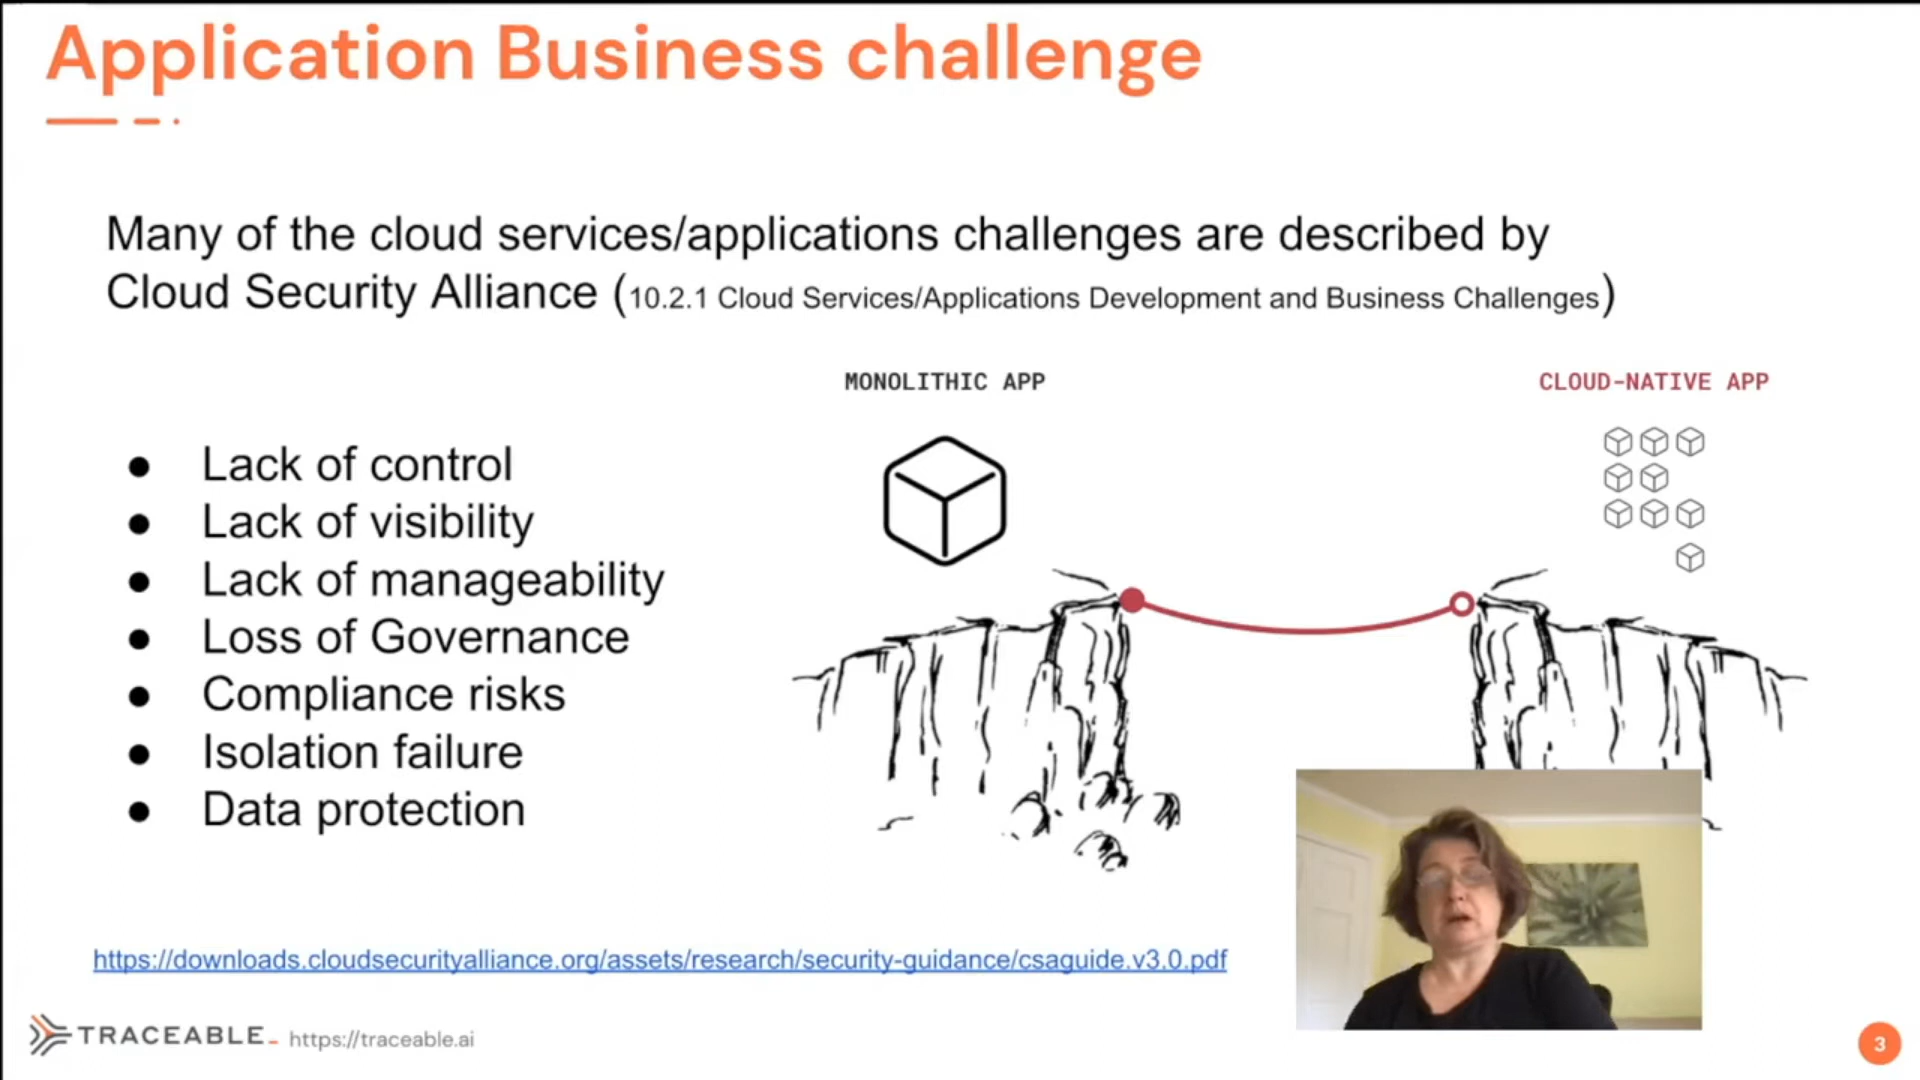 Application Business challenge
Many of the cloud services/applications challenges are described by
Cloud Security Alliance (10.2.1 Cloud Services/Applications Development and Business Challenges)
MONOLITHIC APP
CLOUD-NATIVE APP
● Lack of control
● Lack of visibility
● Lack of manageability
● Loss of Governance
● Compliance risks
● Isolation failure
● Data protection
https://downloads.cloudsecurityalliance.org/assets/research/security-guidance/csaguide.v3.0.pdf
TRACEABLE_ https://traceable.ai
3